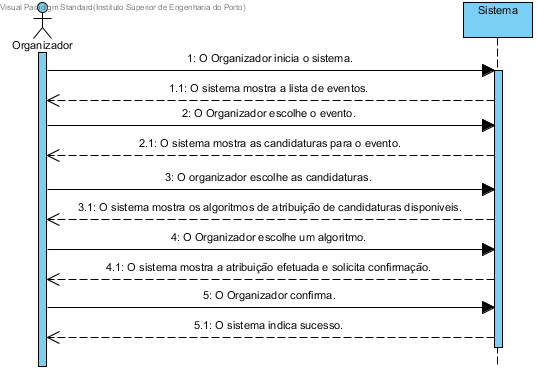 Visual Paradigm Standard(Instituto Superior de Engenharia do Porto)
Sistema
Organizador
1: O Organizador inicia o sistema.
1.1: O sistema mostra a lista de eventos.
2: O Organizador escolhe o evento.
2.1: O sistema mostra as candidaturas para o evento.
3: O organizador escolhe as candidaturas.
3.1: O sistema mostra os algoritmos de atribuição de candidaturas disponiveis.
4: O Organizador escolhe um algoritmo.
4.1: O sistema mostra a atribuição efetuada e solicita confirmação.
5: O Organizador confirma.
5.1: O sistema indica sucesso.